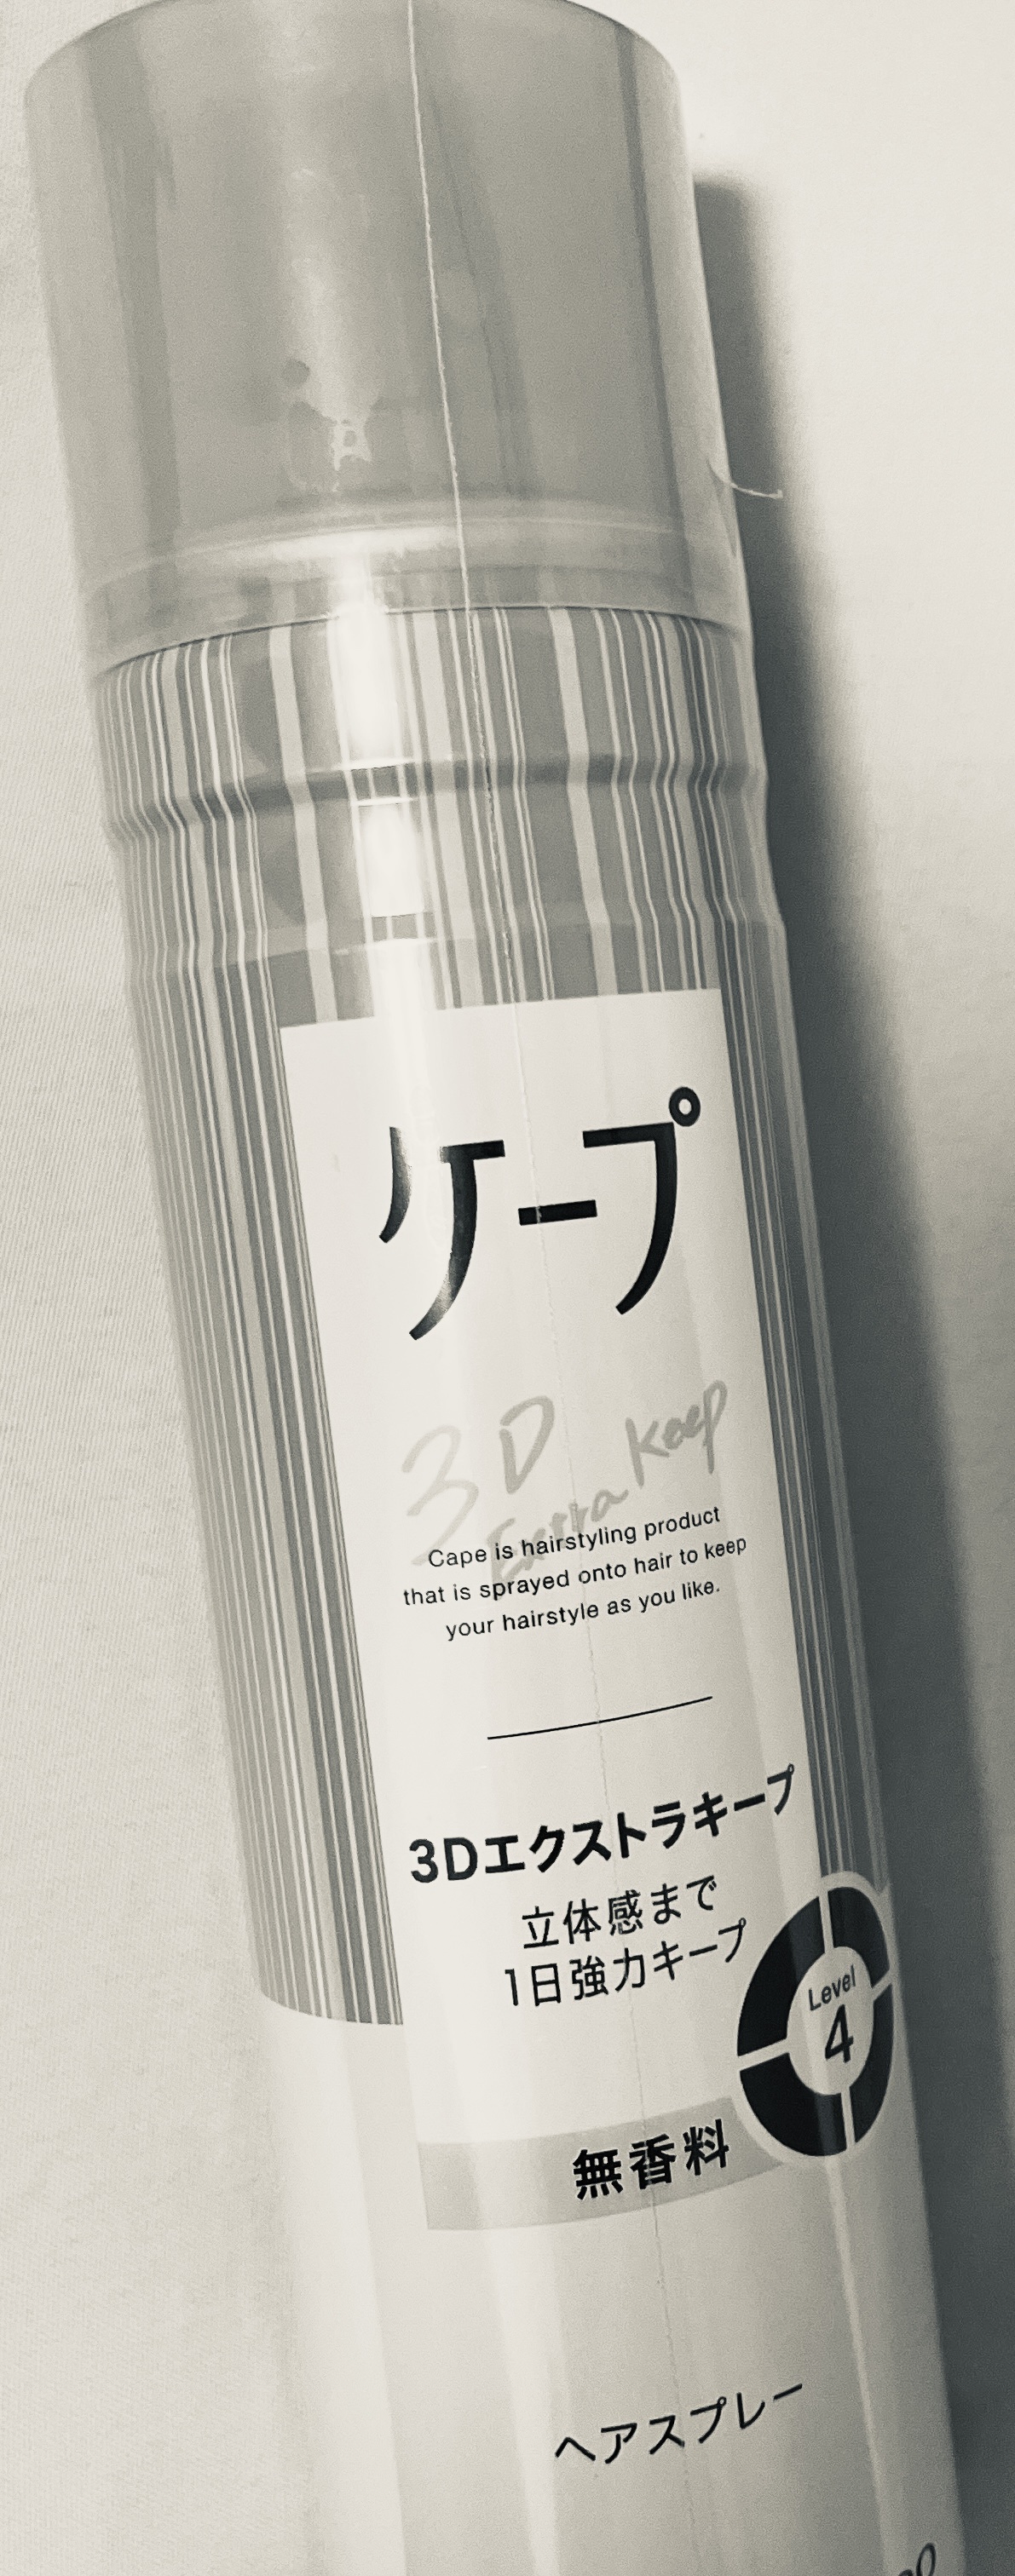 ケープ
3D
Extra Keep
Cape is hairstyling product
that is sprayed onto hair to keep
your hairstyle as you like.
3Dエクストラキープ
立体感まで
1日強力キープ
Level
4
無香料
ヘアスプレー